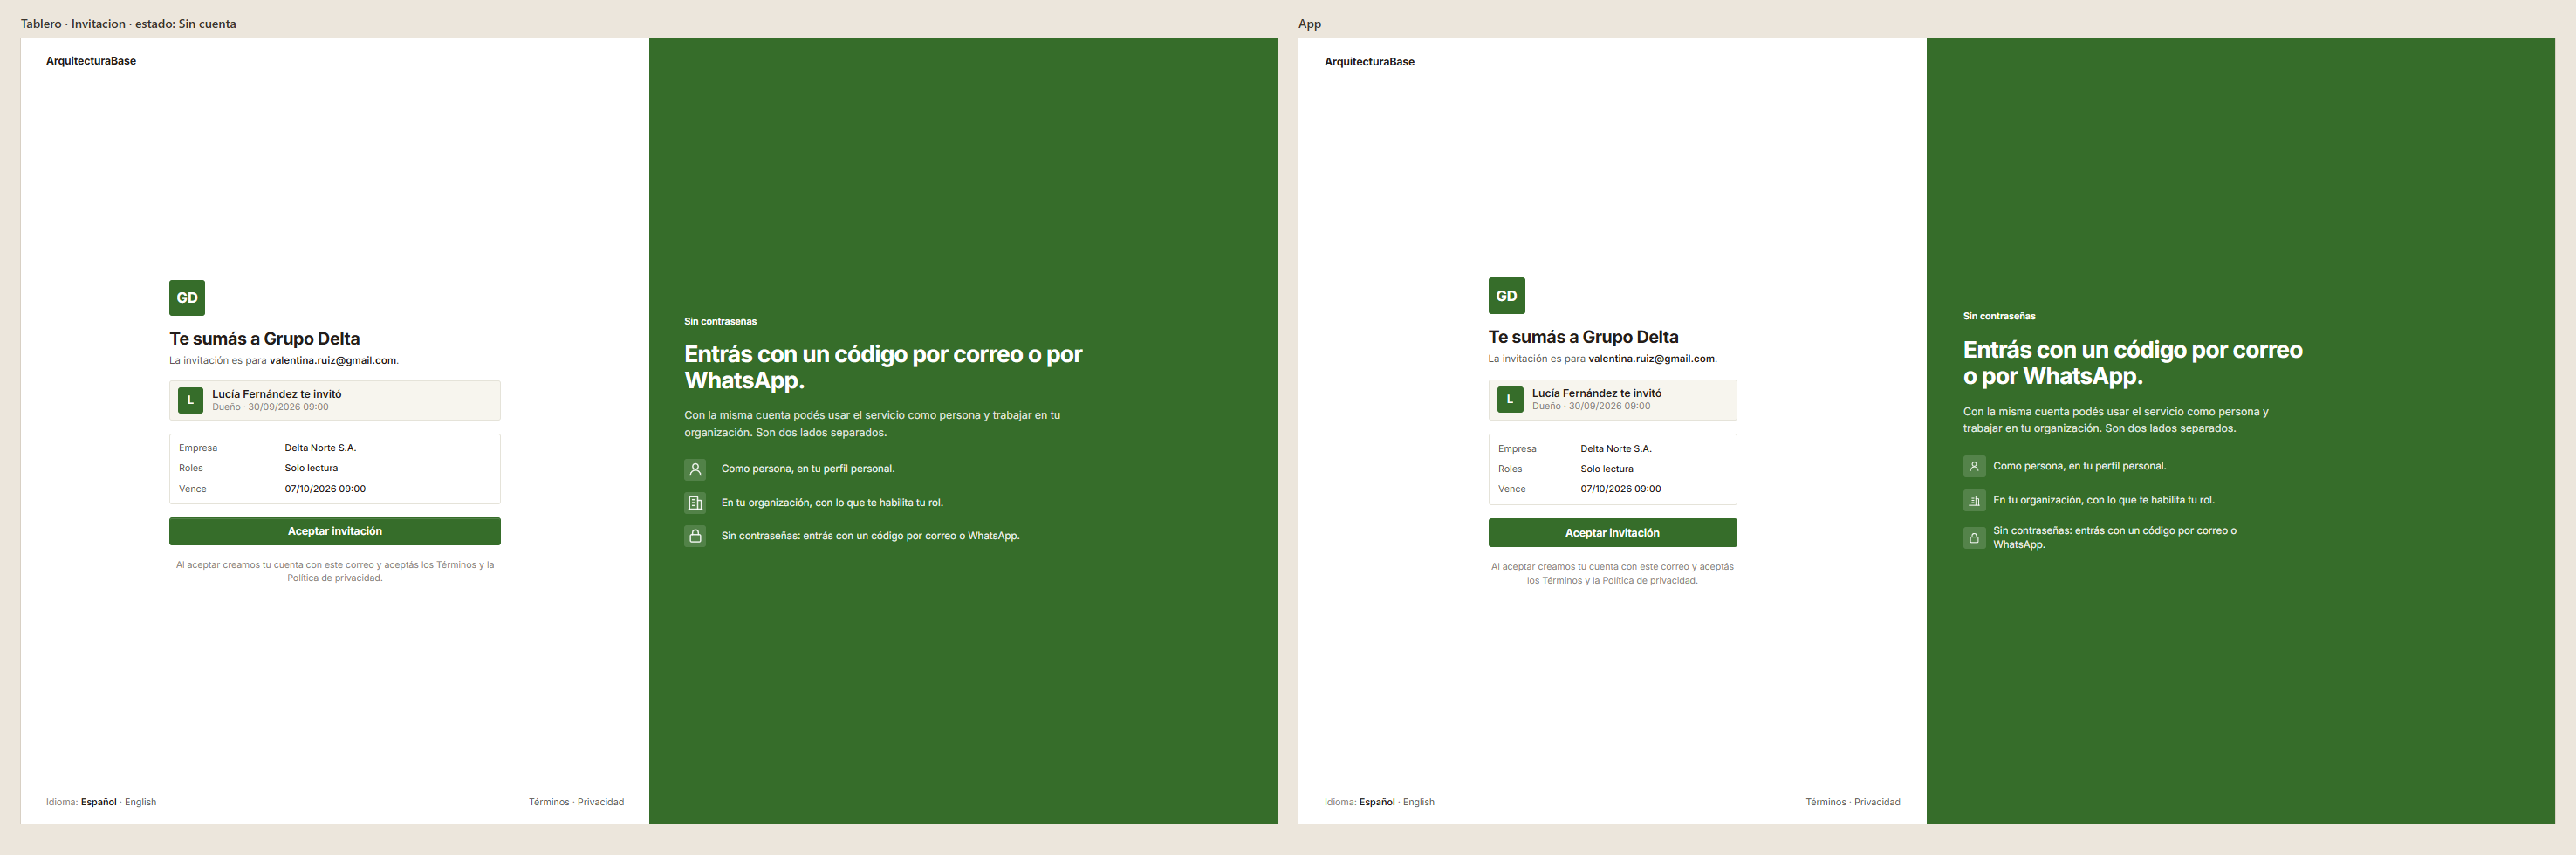 Tablero · Invitacion · estado: Sin cuenta
ArquitecturaBase
GD
Te sumás a Grupo Delta
La invitación es para valentina.ruiz@gmail.com.
L
Lucía Fernández te invitó
Dueño · 30/09/2026 09:00
Empresa Delta Norte S.A.
Roles Solo lectura
Vence 07/10/2026 09:00
Aceptar invitación
Al aceptar creamos tu cuenta con este correo y aceptás los Términos y la
Política de privacidad.
Idioma: Español · English
Términos · Privacidad
Sin contraseñas
Entrás con un código por correo o por
WhatsApp.
Con la misma cuenta podés usar el servicio como persona y trabajar en tu
organización. Son dos lados separados.
Como persona, en tu perfil personal.
En tu organización, con lo que te habilita tu rol.
Sin contraseñas: entrás con un código por correo o WhatsApp.
App
ArquitecturaBase
GD
Te sumás a Grupo Delta
La invitación es para valentina.ruiz@gmail.com.
L
Lucía Fernández te invitó
Dueño · 30/09/2026 09:00
Empresa Delta Norte S.A.
Roles Solo lectura
Vence 07/10/2026 09:00
Aceptar invitación
Al aceptar creamos tu cuenta con este correo y aceptás
los Términos y la Política de privacidad.
Idioma: Español · English
Términos · Privacidad
Sin contraseñas
Entrás con un código por correo
o por WhatsApp.
Con la misma cuenta podés usar el servicio como persona y
trabajar en tu organización. Son dos lados separados.
Como persona, en tu perfil personal.
En tu organización, con lo que te habilita tu rol.
Sin contraseñas: entrás con un código por correo o
WhatsApp.